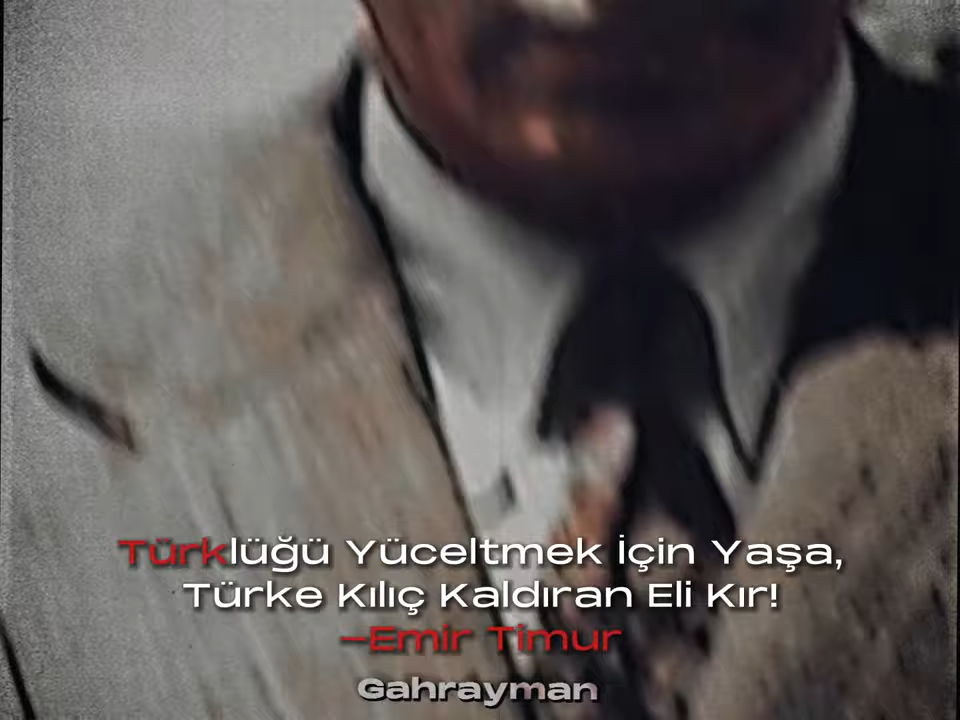 Türklüğü Yüceltmek İçin Yaşa,
Türke Kılıç Kaldıran Eli Kır!
—Emir Timur
Gahrayman